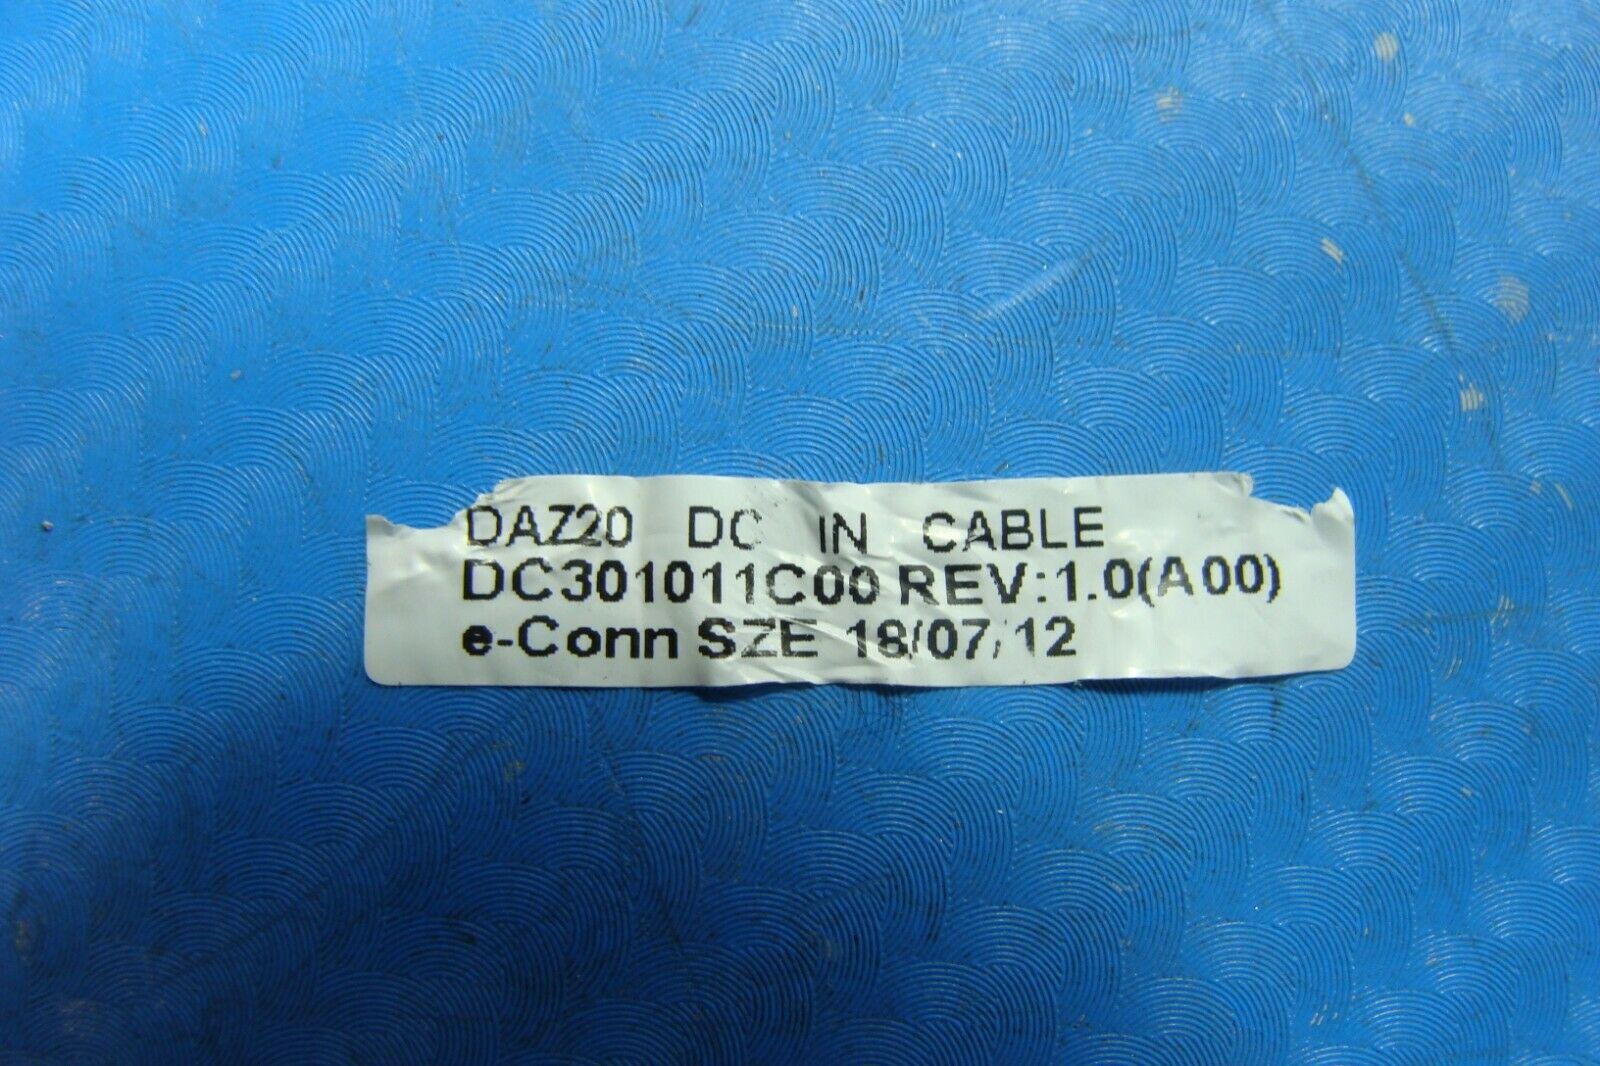 DAZ20 DC IN CABLE
DC301011C00 REV:1.0(A00)
e-Conn SZE 18/07/12